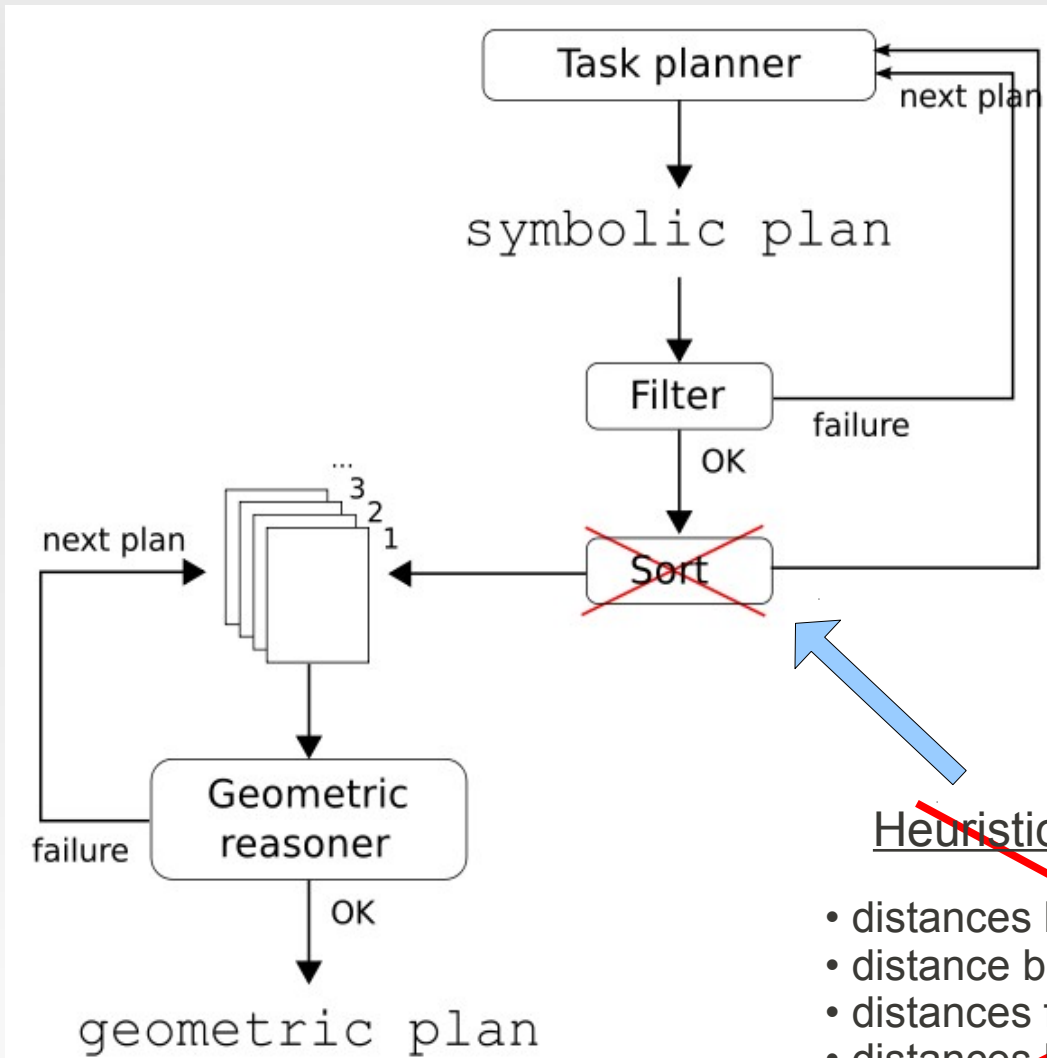 Task planner
next plan
symbolic plan
Filter
failure
OK
...
3
2
1
next plan
Sort
Geometric
reasoner
failure
OK
• distances
• distance
• distances
• distances
geometric plan